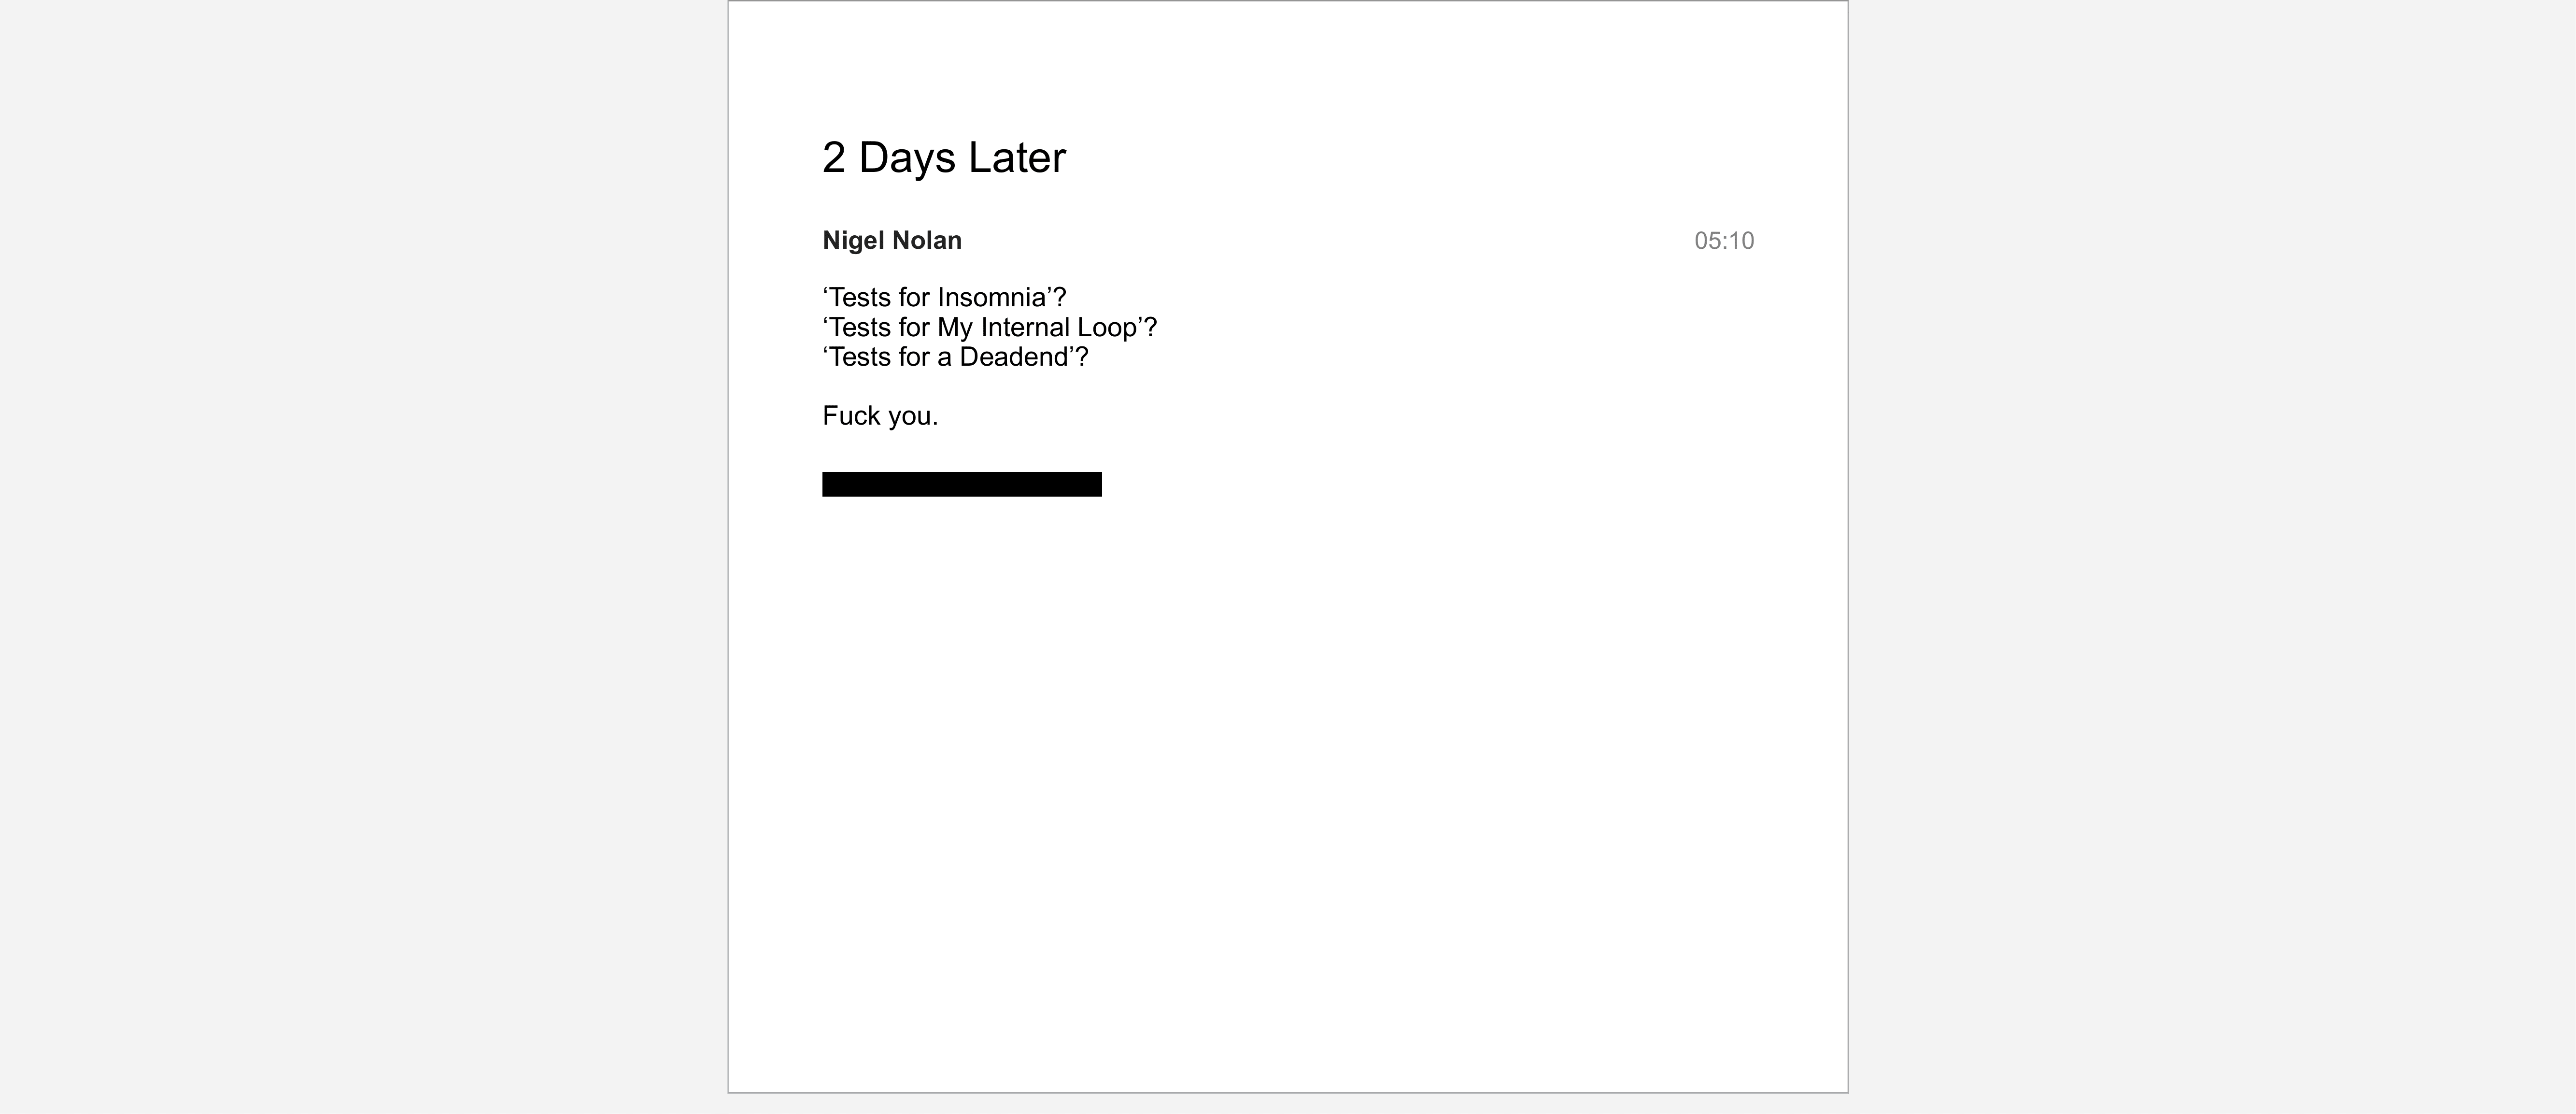 2 Days Later
Nigel Nolan 05:10
‘Tests for Insomnia’?
‘Tests for My Internal Loop’?
‘Tests for a Deadend’?
Fuck you.